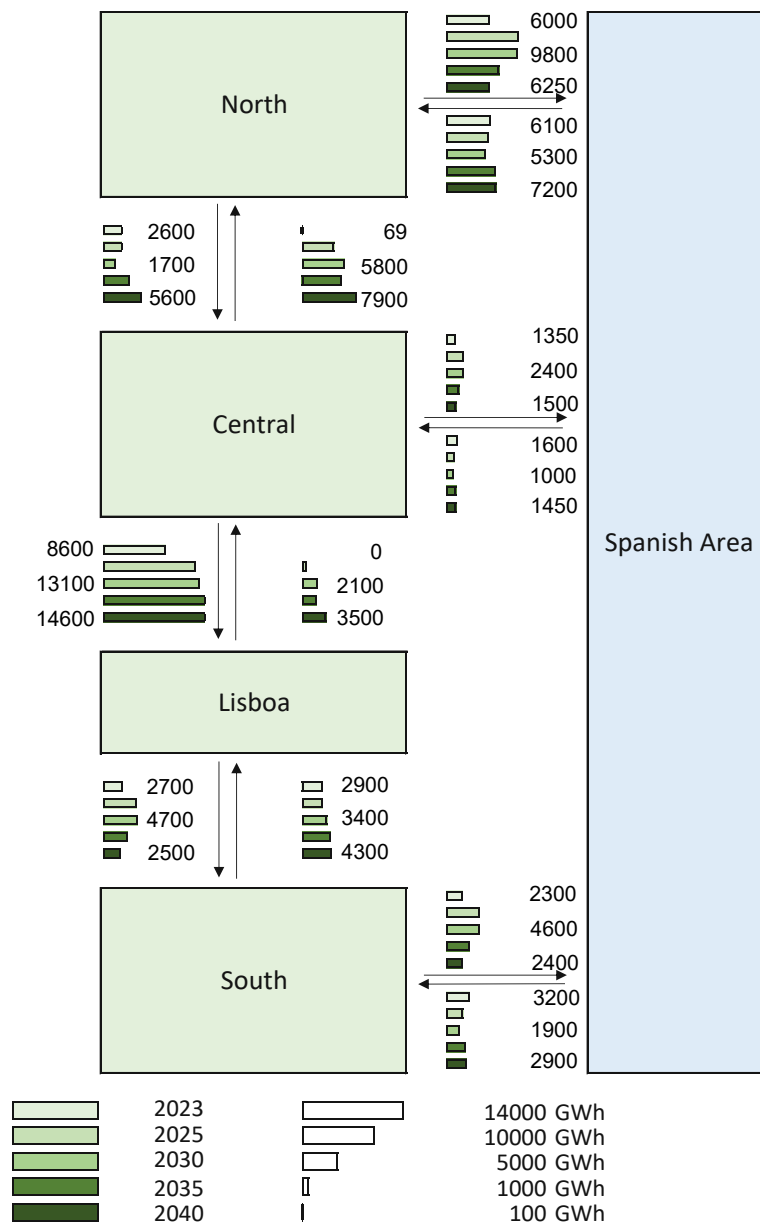 6000
9800
6250
North
6100
5300
7200
2600 69
1700 5800
5600 7900
1350
2400
1500
Central
1600
1000
1450
Spanish Area
8600 0
13100 2100
14600 3500
Lisboa
2700 2900
4700 3400
2500 4300
2300
4600
2400
South
3200
1900
2900
2023 14000 GWh
2025 10000 GWh
2030 5000 GWh
2035 1000 GWh
2040 100 GWh